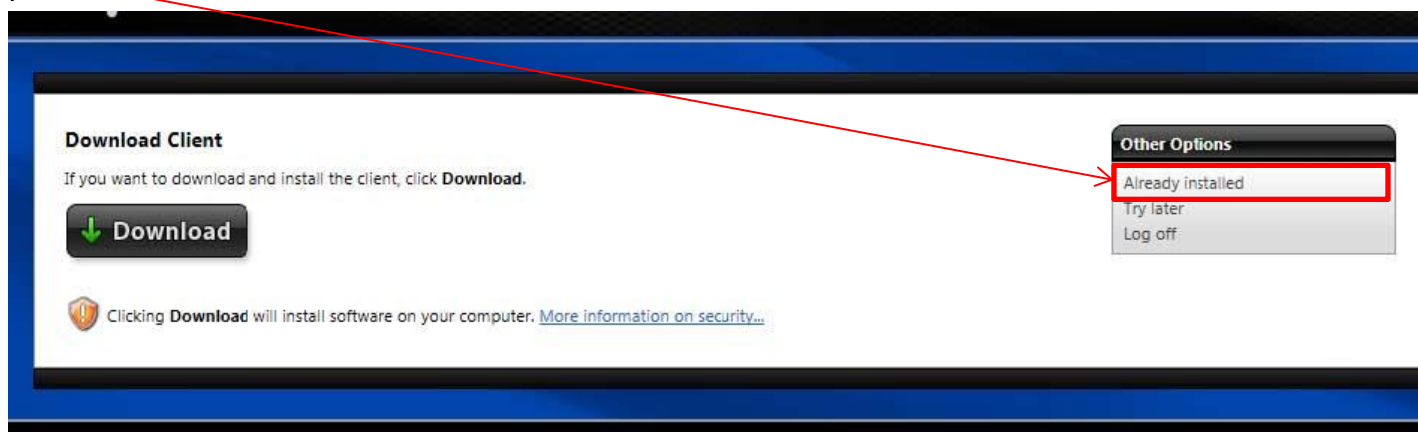 Download Client
If you want to download and install the client, click Download.
Download
Clicking Download will install software on your computer. More information on security...
Other Options
Already installed
Try later
Log off